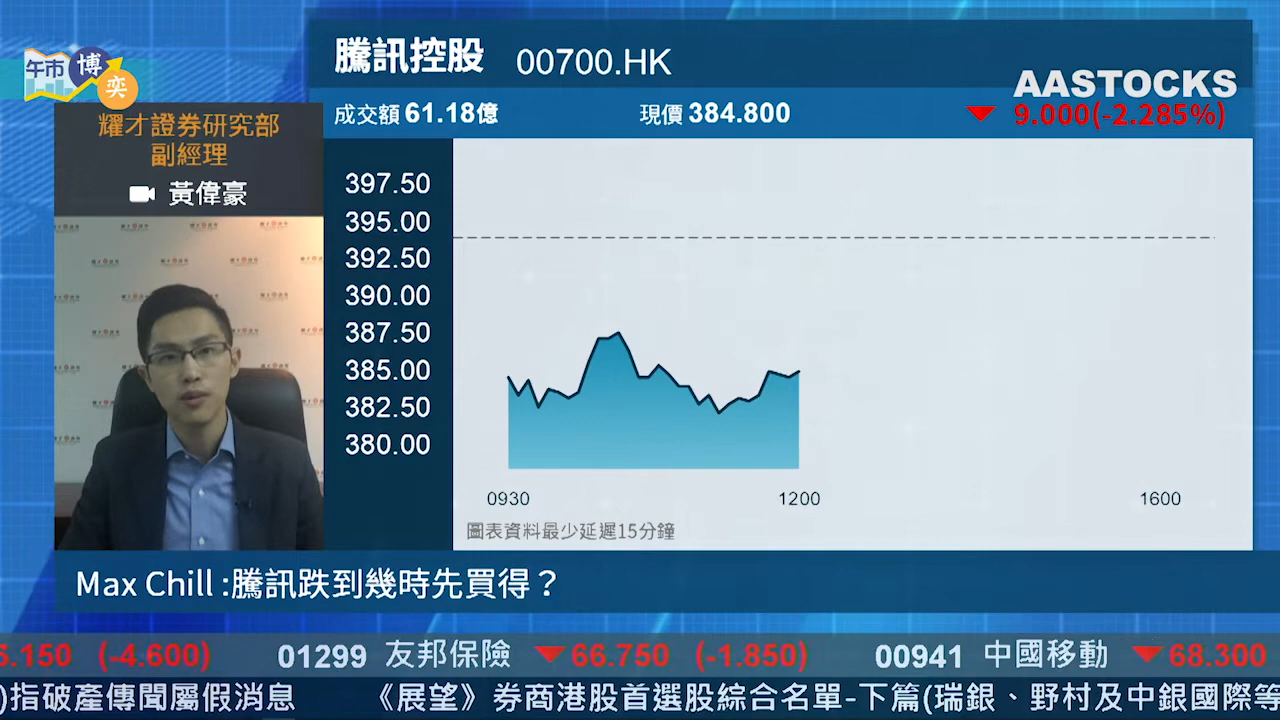 午市
博
奕
騰訊控股 00700.HK
AASTOCKS
成交額 61.18億 現價 384.800 9.000(-2.285%)
耀才證券研究部
副經理
黃偉豪
397.50
395.00
392.50
390.00
387.50
385.00
382.50
380.00
0930 1200 1600
圖表資料最少延遲15分鐘
Max Chill :騰訊跌到幾時先買得？
6.150 (-4.600) 01299 友邦保險 66.750 (-1.850) 00941 中國移動 68.300
)指破產傳聞屬假消息 《展望》券商港股首選股綜合名單-下篇(瑞銀、野村及中銀國際等